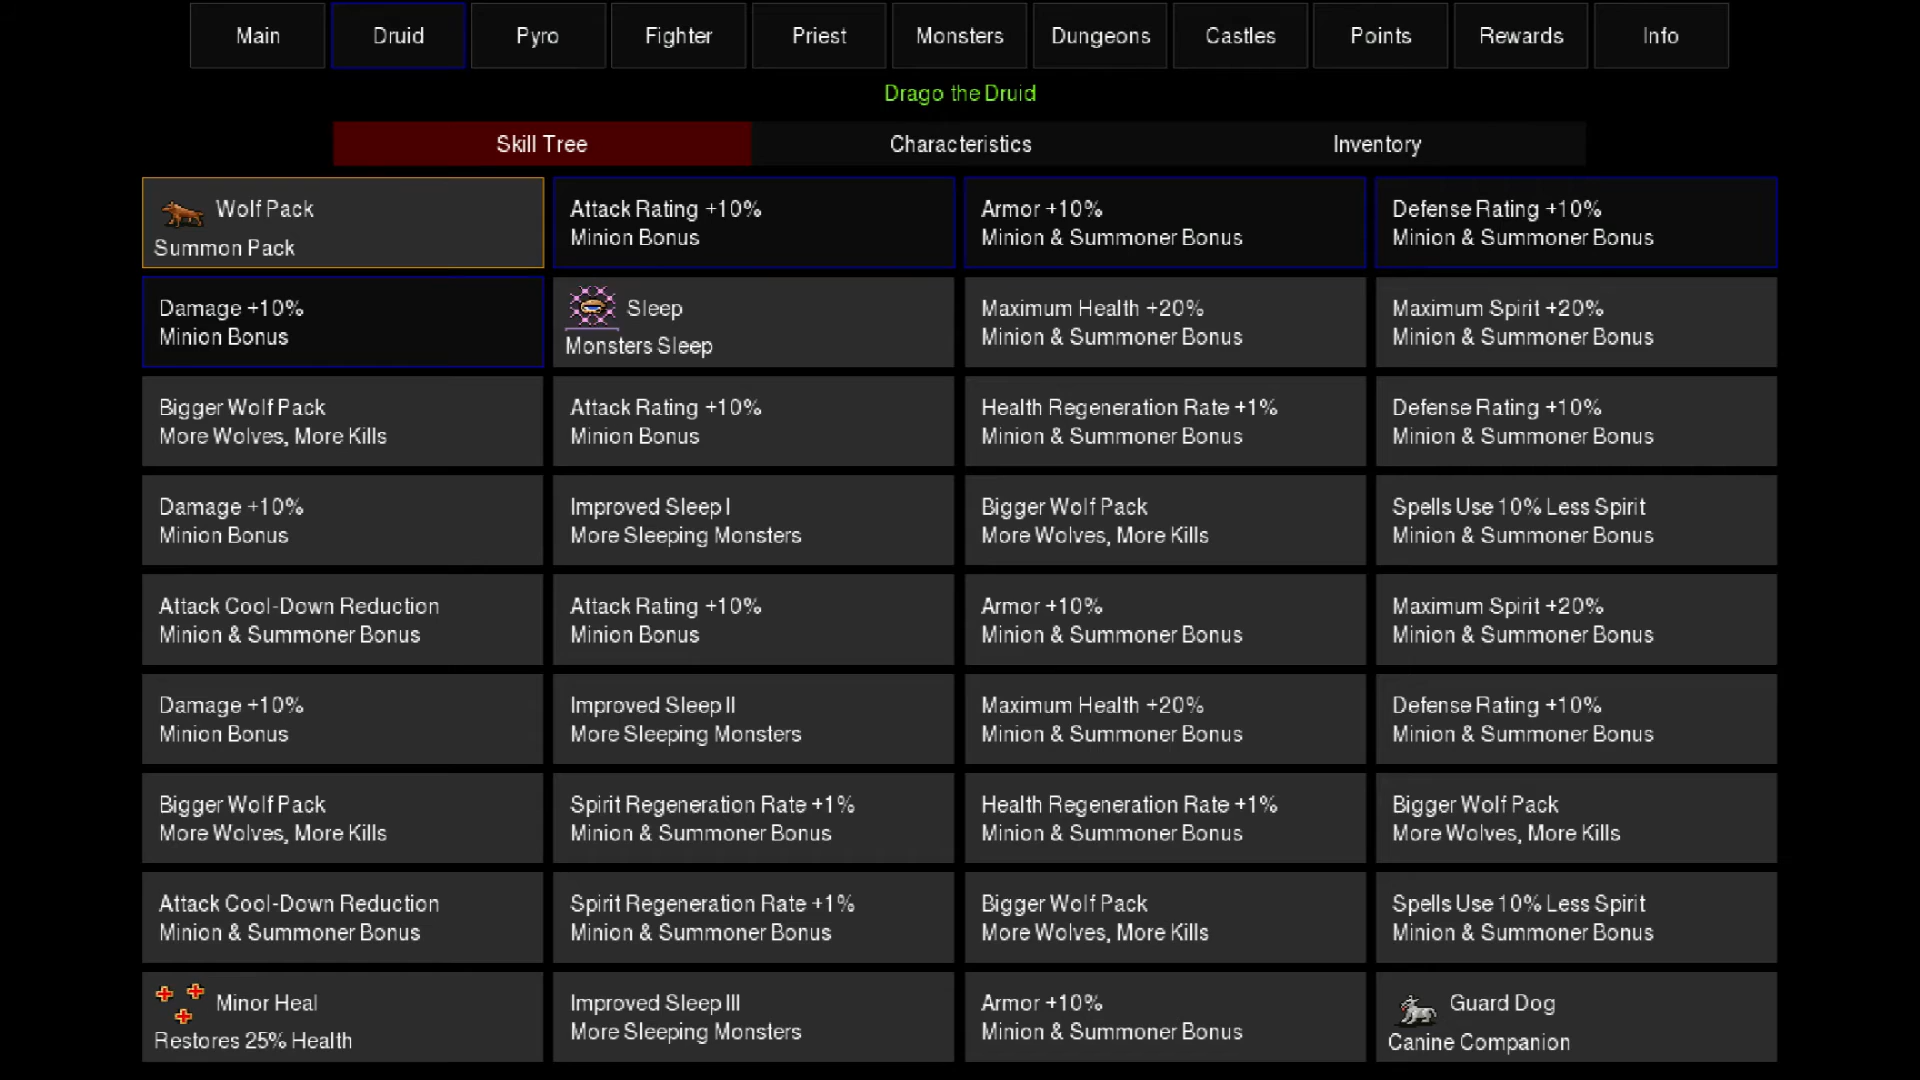 Main
Druid
Pyro
Fighter
Priest
Monsters
Dungeons
Castles
Points
Rewards
Info
Drago the Druid
Skill Tree
Characteristics
Inventory
Wolf Pack
Summon Pack
Attack Rating +10%
Minion Bonus
Armor +10%
Minion & Summoner Bonus
Defense Rating +10%
Minion & Summoner Bonus
Damage +10%
Minion Bonus
Sleep
Monsters Sleep
Maximum Health +20%
Minion & Summoner Bonus
Maximum Spirit +20%
Minion & Summoner Bonus
Bigger Wolf Pack
More Wolves, More Kills
Attack Rating +10%
Minion Bonus
Health Regeneration Rate +1%
Minion & Summoner Bonus
Defense Rating +10%
Minion & Summoner Bonus
Damage +10%
Minion Bonus
Improved Sleep I
More Sleeping Monsters
Bigger Wolf Pack
More Wolves, More Kills
Spells Use 10% Less Spirit
Minion & Summoner Bonus
Attack Cool-Down Reduction
Minion & Summoner Bonus
Attack Rating +10%
Minion Bonus
Armor +10%
Minion & Summoner Bonus
Maximum Spirit +20%
Minion & Summoner Bonus
Damage +10%
Minion Bonus
Improved Sleep II
More Sleeping Monsters
Maximum Health +20%
Minion & Summoner Bonus
Defense Rating +10%
Minion & Summoner Bonus
Bigger Wolf Pack
More Wolves, More Kills
Spirit Regeneration Rate +1%
Minion & Summoner Bonus
Health Regeneration Rate +1%
Minion & Summoner Bonus
Bigger Wolf Pack
More Wolves, More Kills
Attack Cool-Down Reduction
Minion & Summoner Bonus
Spirit Regeneration Rate +1%
Minion & Summoner Bonus
Bigger Wolf Pack
More Wolves, More Kills
Spells Use 10% Less Spirit
Minion & Summoner Bonus
Minor Heal
Restores 25% Health
Improved Sleep III
More Sleeping Monsters
Armor +10%
Minion & Summoner Bonus
Guard Dog
Canine Companion